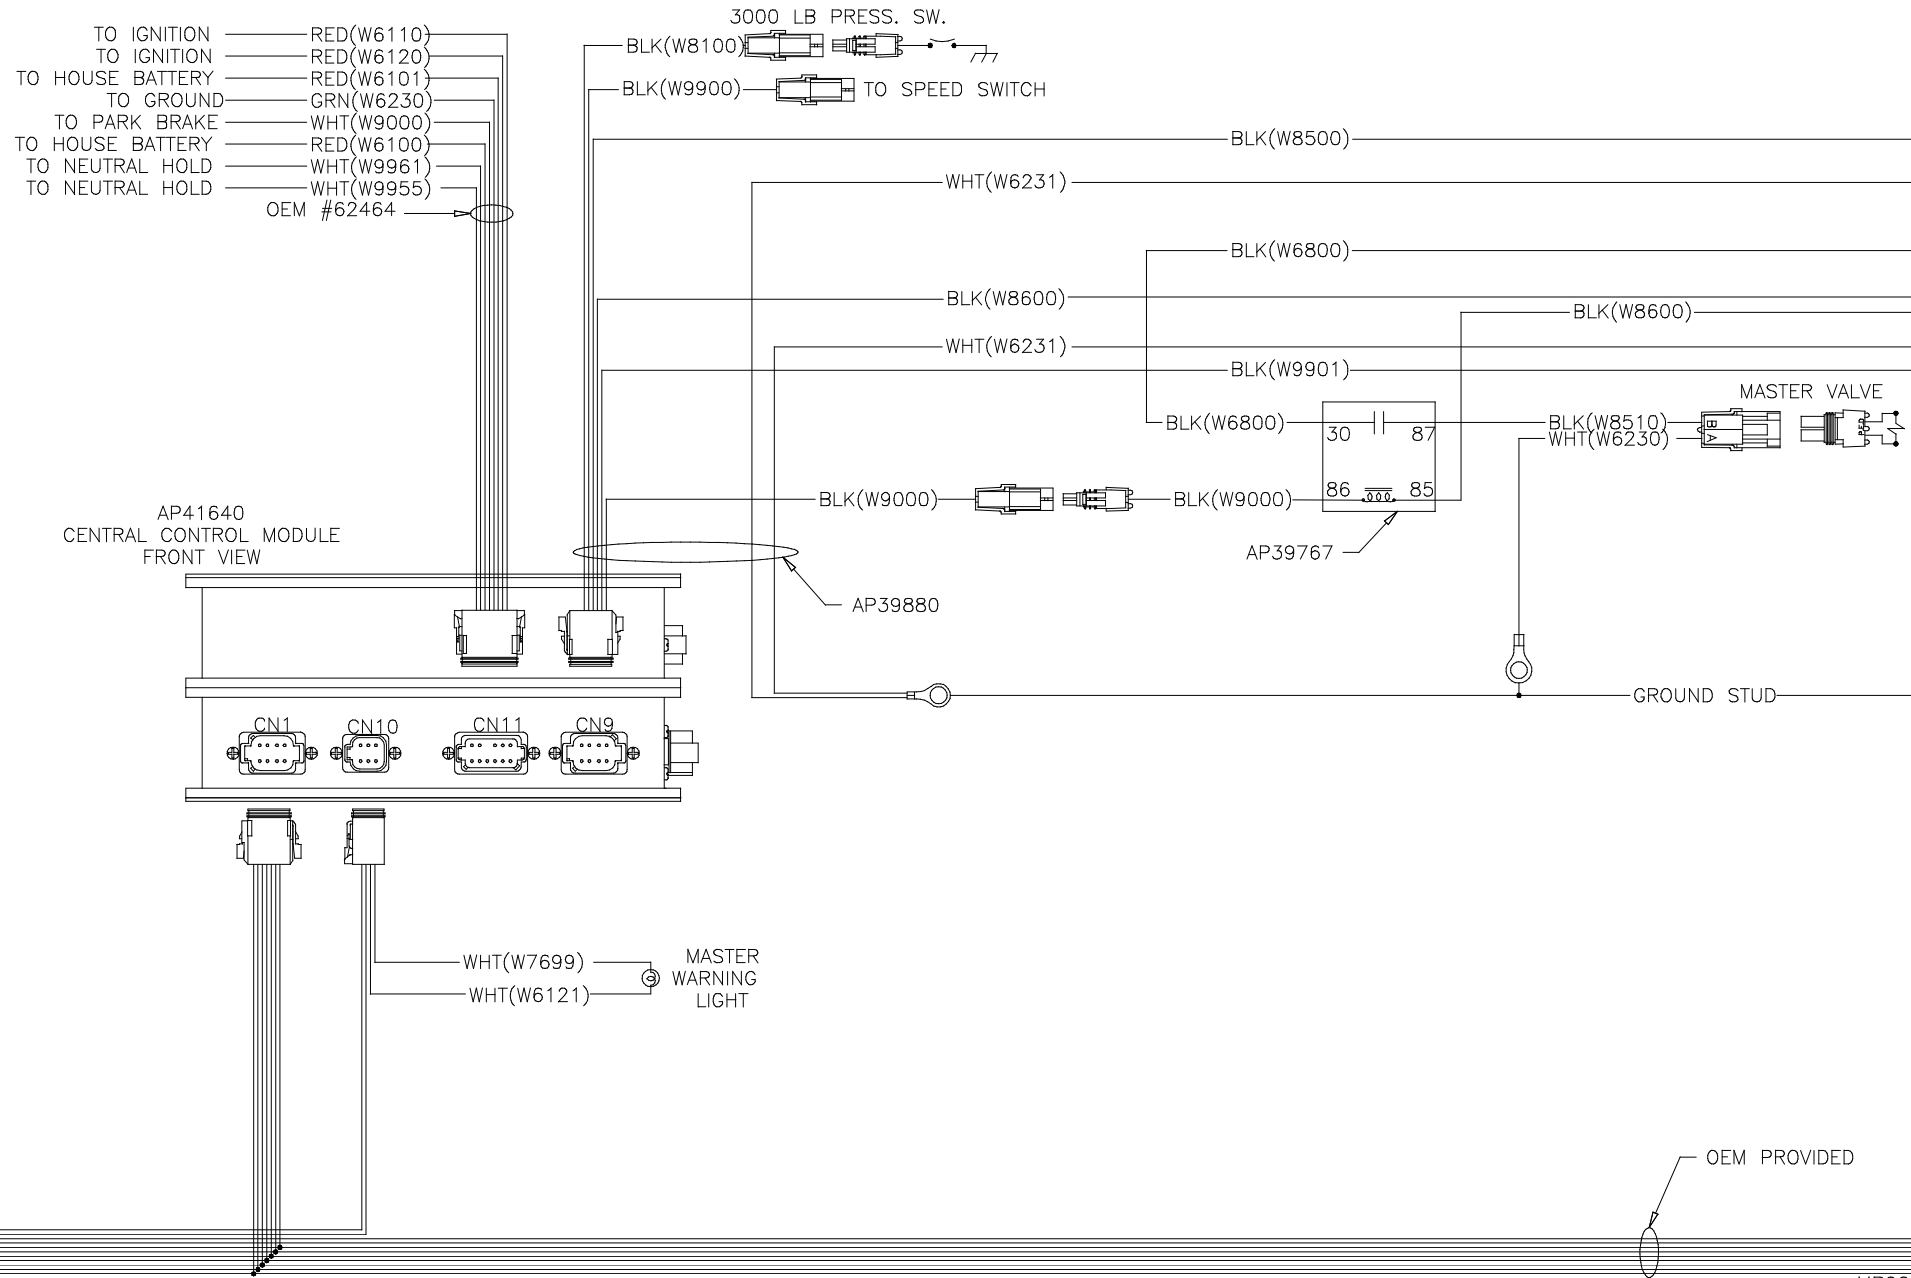 3000 LB PRESS. SW.
TO IGNITION RED(W6110)
TO IGNITION RED(W6120)
BLK(W8100)
TO HOUSE BATTERY RED(W6101)
BLK(W9900) TO SPEED SWITCH
TO GROUND GRN(W6230)
TO PARK BRAKE WHT(W9000)
TO HOUSE BATTERY RED(W6100)
BLK(W8500)
TO NEUTRAL HOLD WHT(W9961)
TO NEUTRAL HOLD WHT(W9955)
WHT(W6231)
OEM #62464
BLK(W6800)
BLK(W8600)
BLK(W8600)
WHT(W6231)
BLK(W9901)
MASTER VALVE
BLK(W6800)
30 87
BLK(W8510)
WHT(W6230)
B
A
86 85
BLK(W9000)
BLK(W9000)
AP41640
CENTRAL CONTROL MODULE
FRONT VIEW
AP39767
AP39880
GROUND STUD
CN1 CN10 CN11 CN9
WHT(W7699)
WHT(W6121)
MASTER
WARNING
LIGHT
OEM PROVIDED